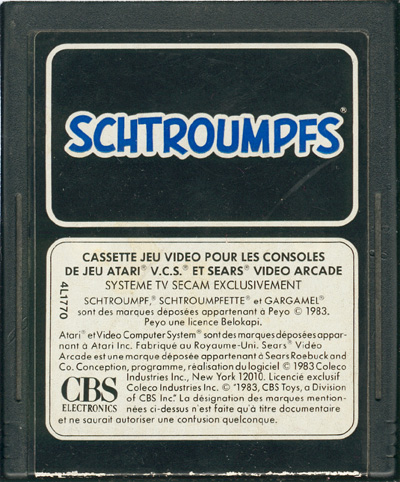 SCHTROUMPFS®
CASSETTE JEU VIDEO POUR LES CONSOLES
DE JEU ATARI® V.C.S.® ET SEARS® VIDEO ARCADE
SYSTEME TV SECAM EXCLUSIVEMENT
SCHTROUMPF,® SCHTROUMPFETTE® et GARGAMEL®
sont des marques déposées appartenant à Peyo © 1983.
Peyo une licence Belokapi.
Atari® et Video Computer System® sont des marques déposées appar-
nant à Atari Inc. Fabriqué au Royaume-Uni. Sears® Vidéo
Arcade est une marque déposée appartenant à Sears Roebuck and
Co. Conception, programme, réalisation du logiciel © 1983 Coleco
Industries Inc., New York 12010. Licencié exclusif
Coleco Industries Inc. © 1983, CBS Toys, a Division
of CBS Inc. La désignation des marques mention-
nées ci-dessus n'est faite qu'à titre documentaire
et ne saurait autoriser une confusion quelconque.
CBS
ELECTRONICS
4L1770